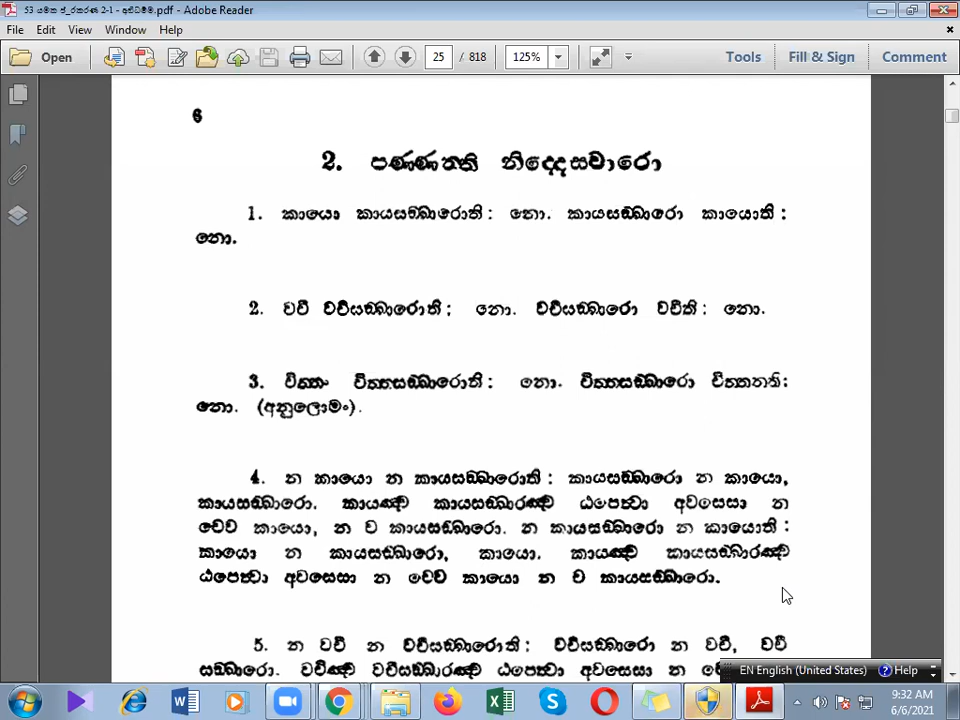 53 යමක ප්‍රකරණ 2-1 - අභිධම්ම.pdf - Adobe Reader
File Edit View Window Help
Open 25 / 818 125% Tools Fill & Sign Comment
6
2. පණ්ණත්ති නිද්දෙසවාරො
1. කායො කායසඞ්ඛාරොති: නො. කායසඞ්ඛාරො කායොති:
නො.
2. වචී වචීසඞ්ඛාරොති: නො. වචීසඞ්ඛාරො වචීති: නො.
3. චිත්තං චිත්තසඞ්ඛාරොති: නො. චිත්තසඞ්ඛාරො චිත්තන්ති:
නො. (අනුලොමං).
4. න කායො න කායසඞ්ඛාරොති: කායසඞ්ඛාරො න කායො,
කායසඞ්ඛාරො. කායඤ්ච කායසඞ්ඛාරඤ්ච ඨපෙත්වා අවසෙසා න
චෙව කායො, න ච කායසඞ්ඛාරො. න කායසඞ්ඛාරො න කායොති:
කායො න කායසඞ්ඛාරො, කායො. කායඤ්ච කායසඞ්ඛාරඤ්ච
ඨපෙත්වා අවසෙසා න චෙව කායො න ච කායසඞ්ඛාරො.
5. න වචී න වචීසඞ්ඛාරොති: වචීසඞ්ඛාරො න වචී, වචී
සඞ්ඛාරො. වචිඤ්ච වචීසඞ්ඛාරඤ්ච ඨපෙත්වා අවසෙසා න
EN English (United States) Help
9:32 AM
6/6/2021